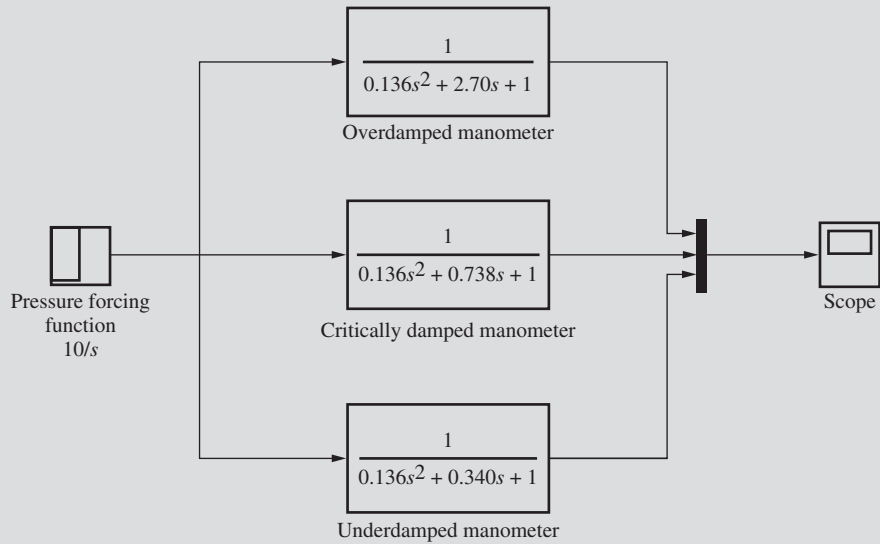 1
0.136s² + 2.70s + 1
Overdamped manometer
Pressure forcing
function
10/s
1
0.136s² + 0.738s + 1
Critically damped manometer
Scope
1
0.136s² + 0.340s + 1
Underdamped manometer